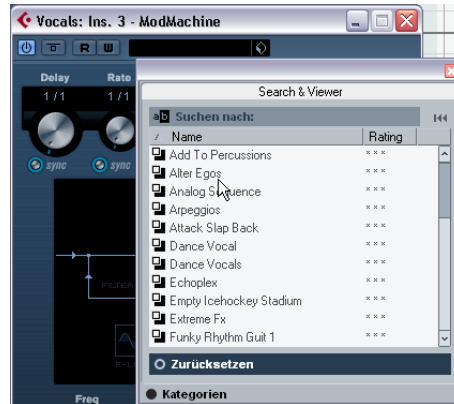 Vocals: Ins. 3 - ModMachine
R W
Delay Rate
1/1 1/1
sync sync
Search & Viewer
ab Suchen nach:
Name Rating
Add To Percussions ***
Alter Egos ***
Analog Sequence ***
Arpeggios ***
Attack Slap Back ***
Dance Vocal ***
Dance Vocals ***
Echoplex ***
Empty Icehockey Stadium ***
Extreme Fx ***
Funky Rhythm Guit 1 ***
FILTER
F-L
Zurücksetzen
Kategorien
Freq